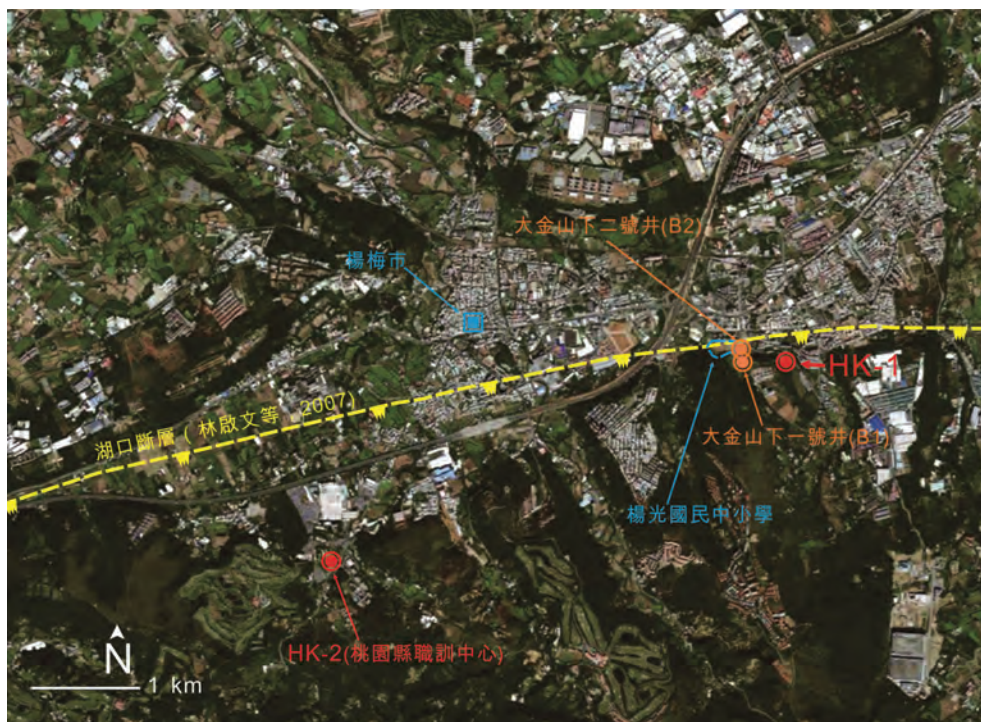 大金山下二號井(B2)
楊梅市
HK-1
湖口斷層(林啟文等,2007)
大金山下一號井(B1)
楊光國民中小學
HK-2(桃園縣職訓中心)
N
1 km